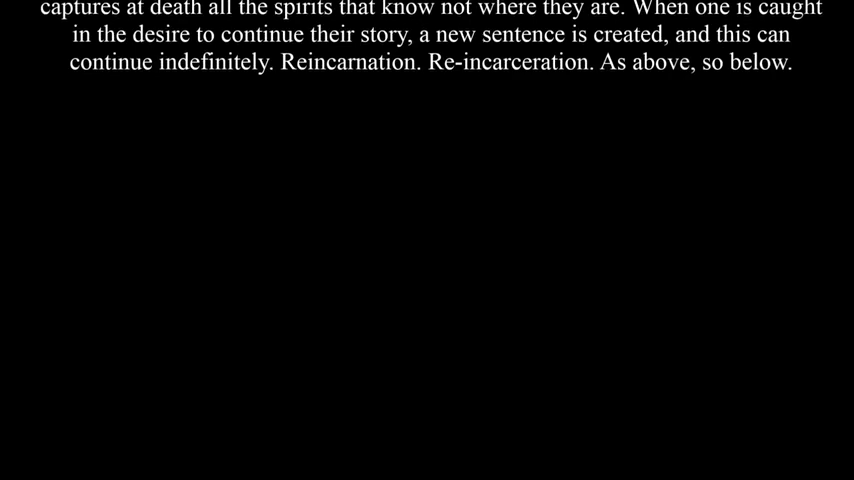 captures at death all the spirits that know not where they are. When one is caught
in the desire to continue their story, a new sentence is created, and this can
continue indefinitely. Reincarnation. Re-incarceration. As above, so below.